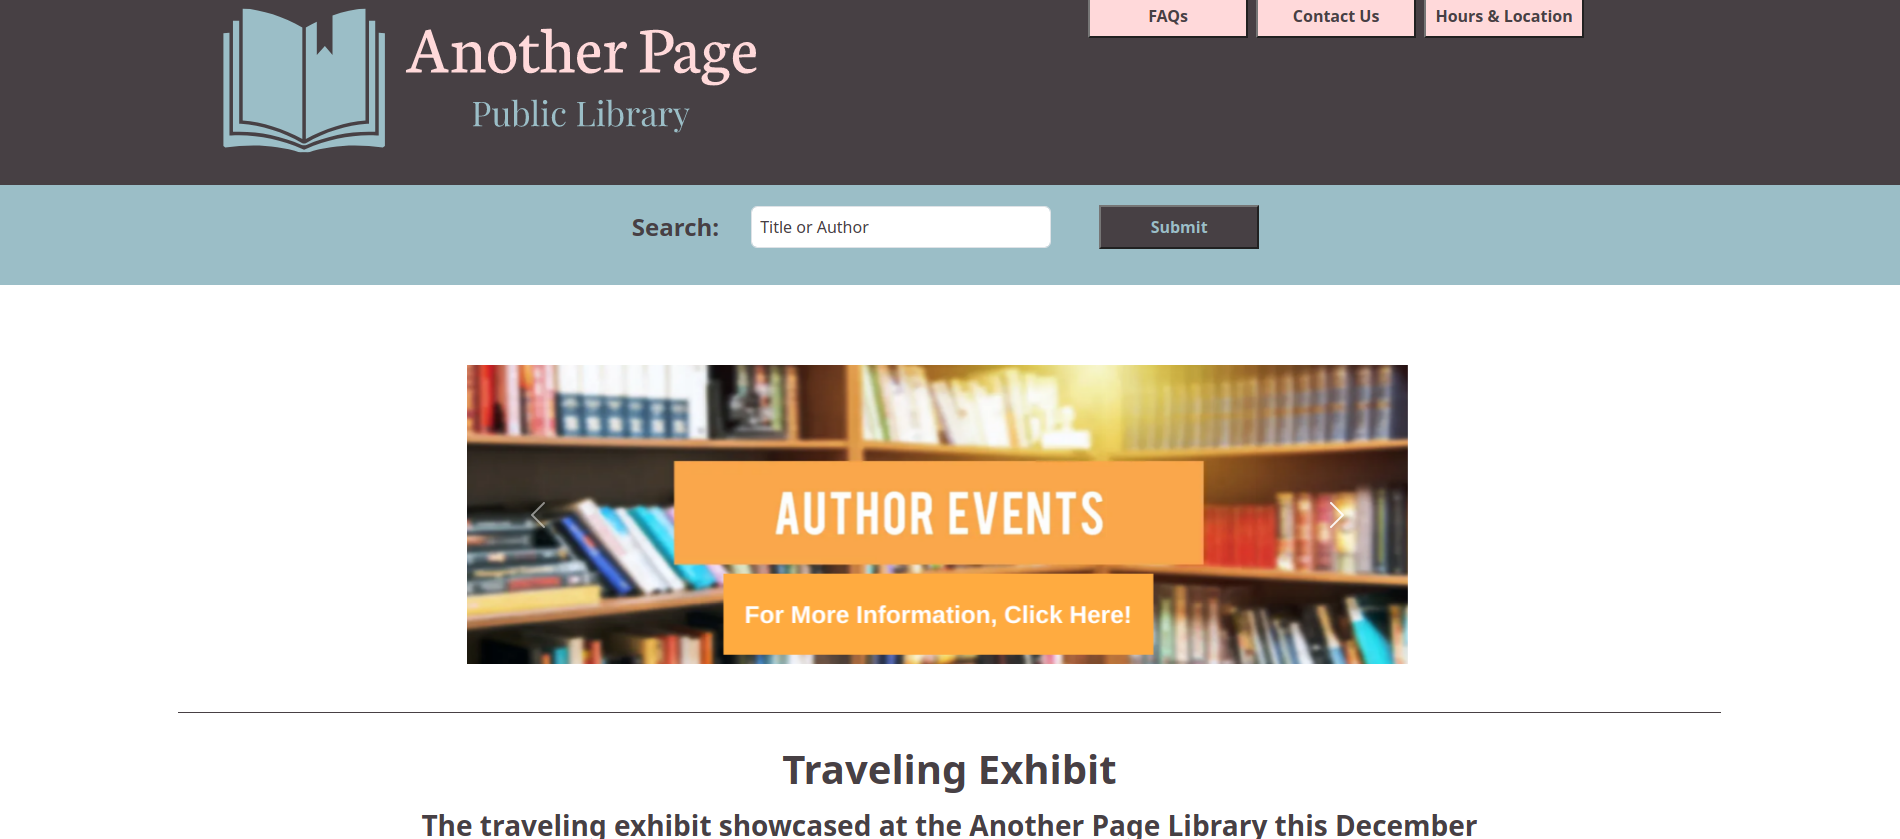 FAQs
Contact Us
Hours & Location
Another Page
Public Library
Search:
Title or Author
Submit
AUTHOR EVENTS
For More Information, Click Here!
Traveling Exhibit
The traveling exhibit showcased at the Another Page Library this December